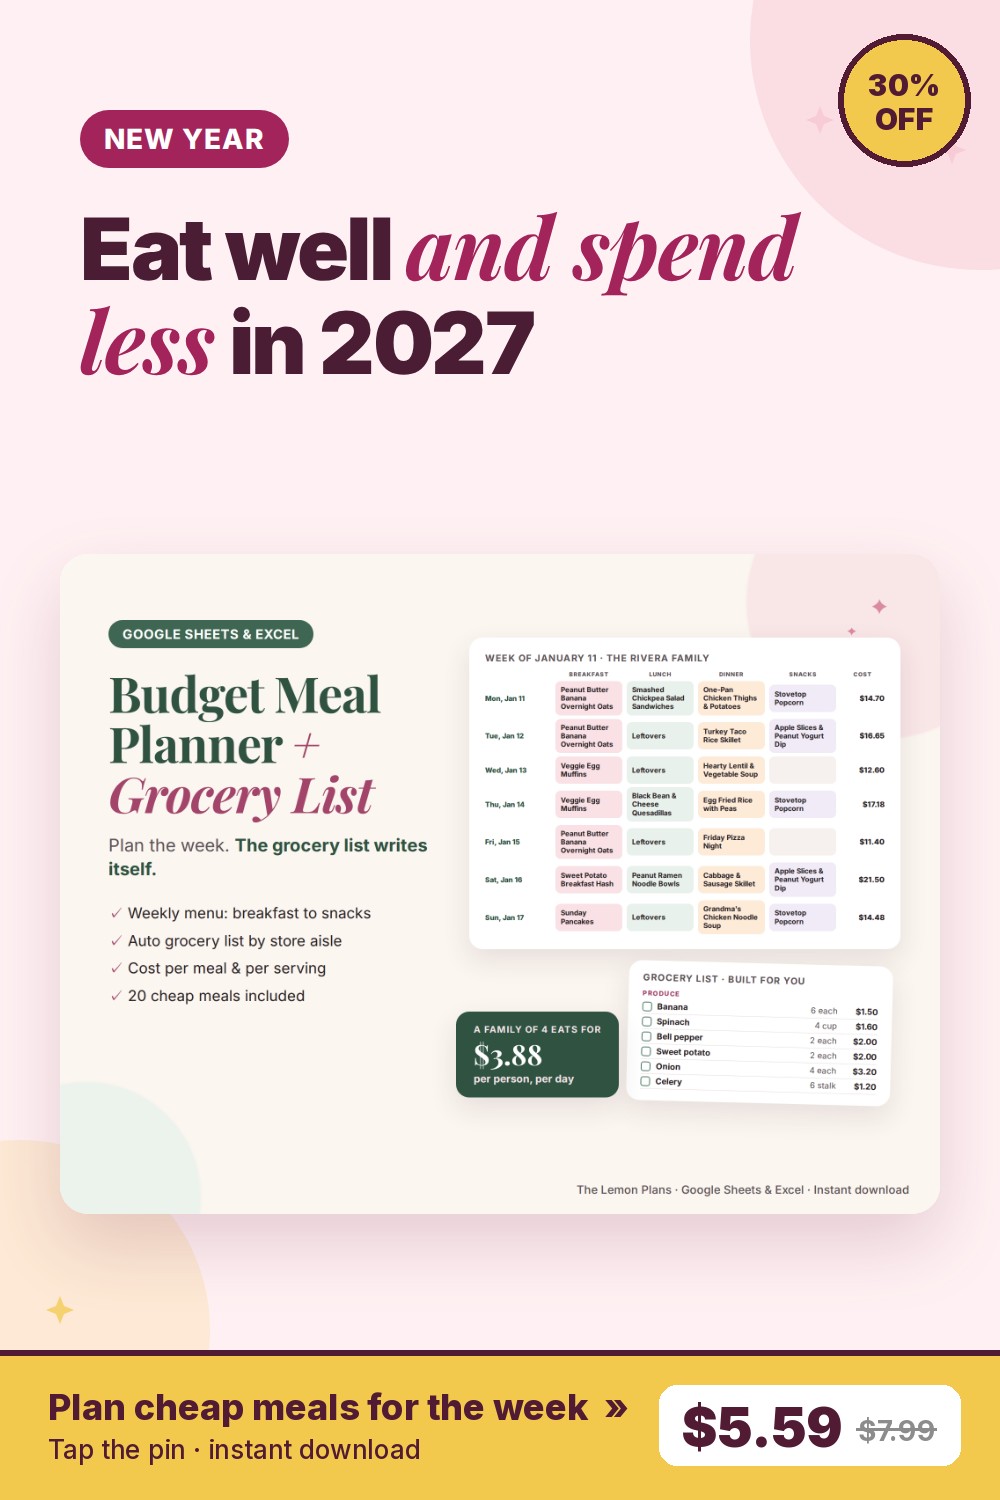 30%
OFF
NEW YEAR
Eat well and spend
less in 2027
GOOGLE SHEETS & EXCEL
Budget Meal
Planner +
Grocery List
Plan the week. The grocery list writes
itself.
✓ Weekly menu: breakfast to snacks
✓ Auto grocery list by store aisle
✓ Cost per meal & per serving
✓ 20 cheap meals included
WEEK OF JANUARY 11 · THE RIVERA FAMILY
BREAKFAST LUNCH DINNER SNACKS COST
Mon, Jan 11 Peanut Butter Banana Overnight Oats Smashed Chickpea Salad Sandwiches One-Pan Chicken Thighs & Potatoes Stovetop Popcorn $14.70
Tue, Jan 12 Peanut Butter Banana Overnight Oats Leftovers Turkey Taco Rice Skillet Apple Slices & Peanut Yogurt Dip $16.65
Wed, Jan 13 Veggie Egg Muffins Leftovers Hearty Lentil & Vegetable Soup $12.60
Thu, Jan 14 Veggie Egg Muffins Black Bean & Cheese Quesadillas Egg Fried Rice with Peas Stovetop Popcorn $17.18
Fri, Jan 15 Peanut Butter Banana Overnight Oats Leftovers Friday Pizza Night $11.40
Sat, Jan 16 Sweet Potato Breakfast Hash Peanut Ramen Noodle Bowls Cabbage & Sausage Skillet Apple Slices & Peanut Yogurt Dip $21.50
Sun, Jan 17 Sunday Pancakes Leftovers Grandma's Chicken Noodle Soup Stovetop Popcorn $14.48
A FAMILY OF 4 EATS FOR
$3.88
per person, per day
GROCERY LIST · BUILT FOR YOU
PRODUCE
Banana 6 each $1.50
Spinach 4 cup $1.60
Bell pepper 2 each $2.00
Sweet potato 2 each $2.00
Onion 4 each $3.20
Celery 6 stalk $1.20
The Lemon Plans · Google Sheets & Excel · Instant download
Plan cheap meals for the week »
Tap the pin · instant download
$5.59 $7.99